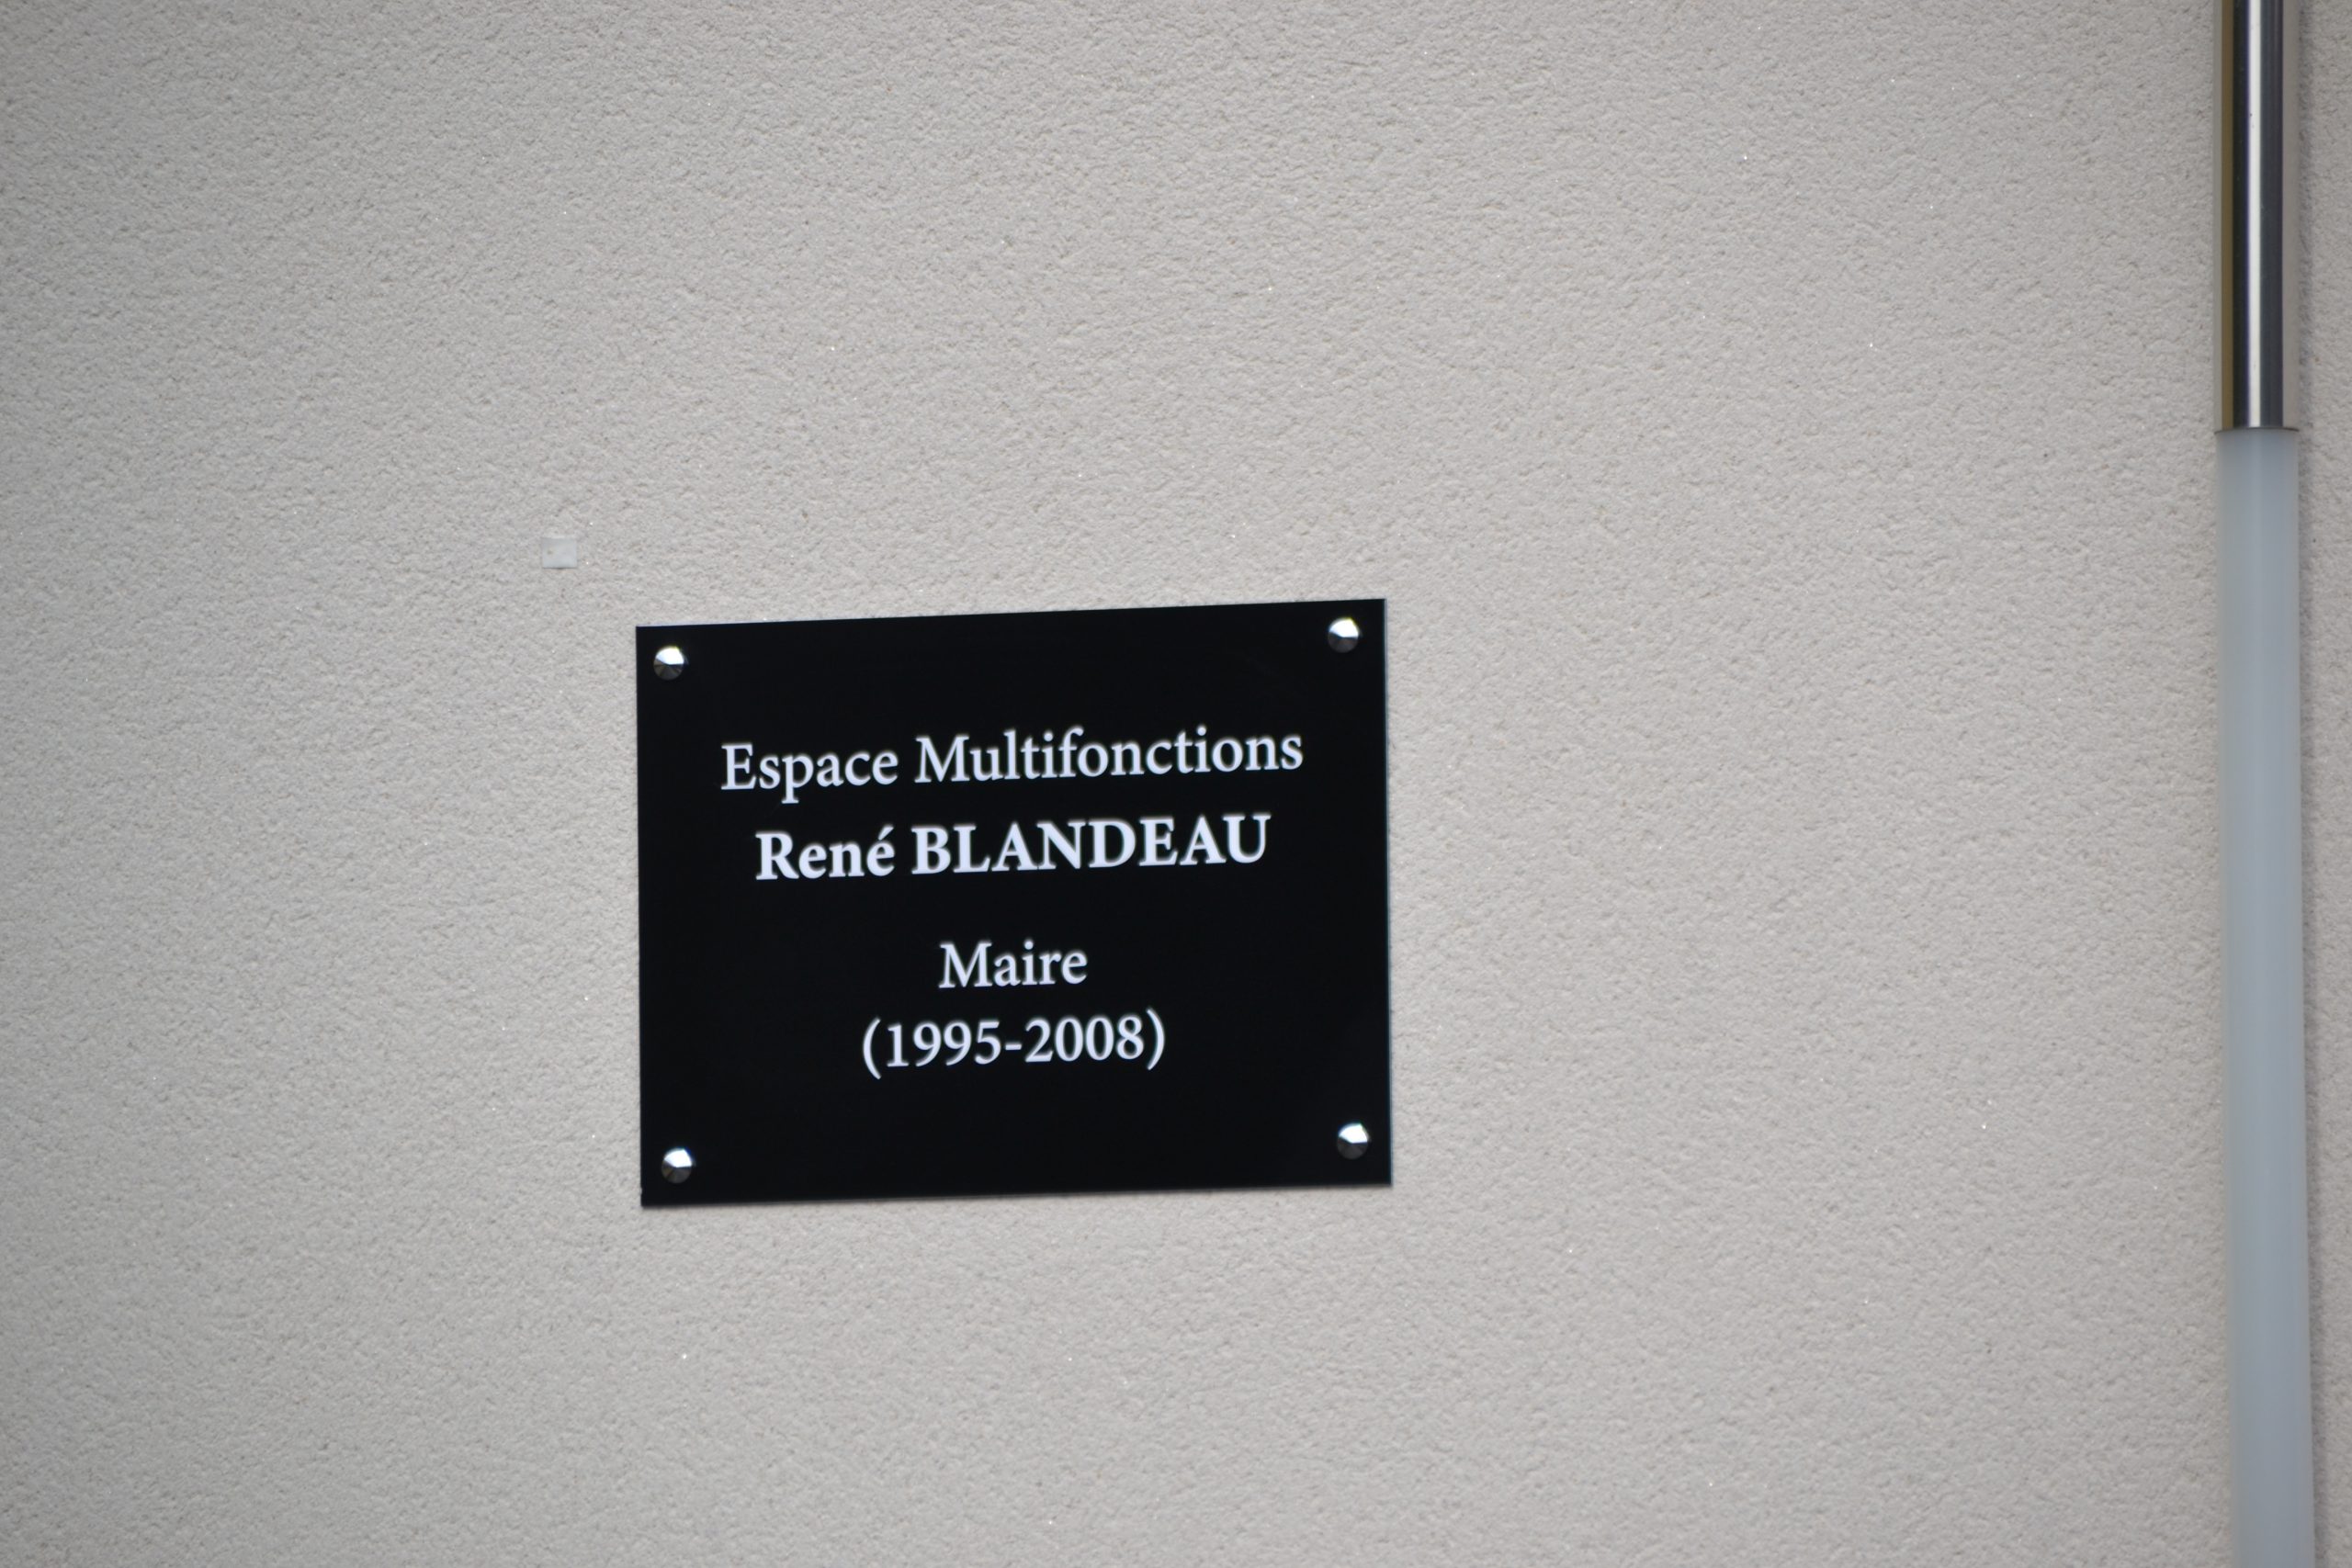 Espace Multifonctions
René BLANDEAU
Maire
(1995-2008)